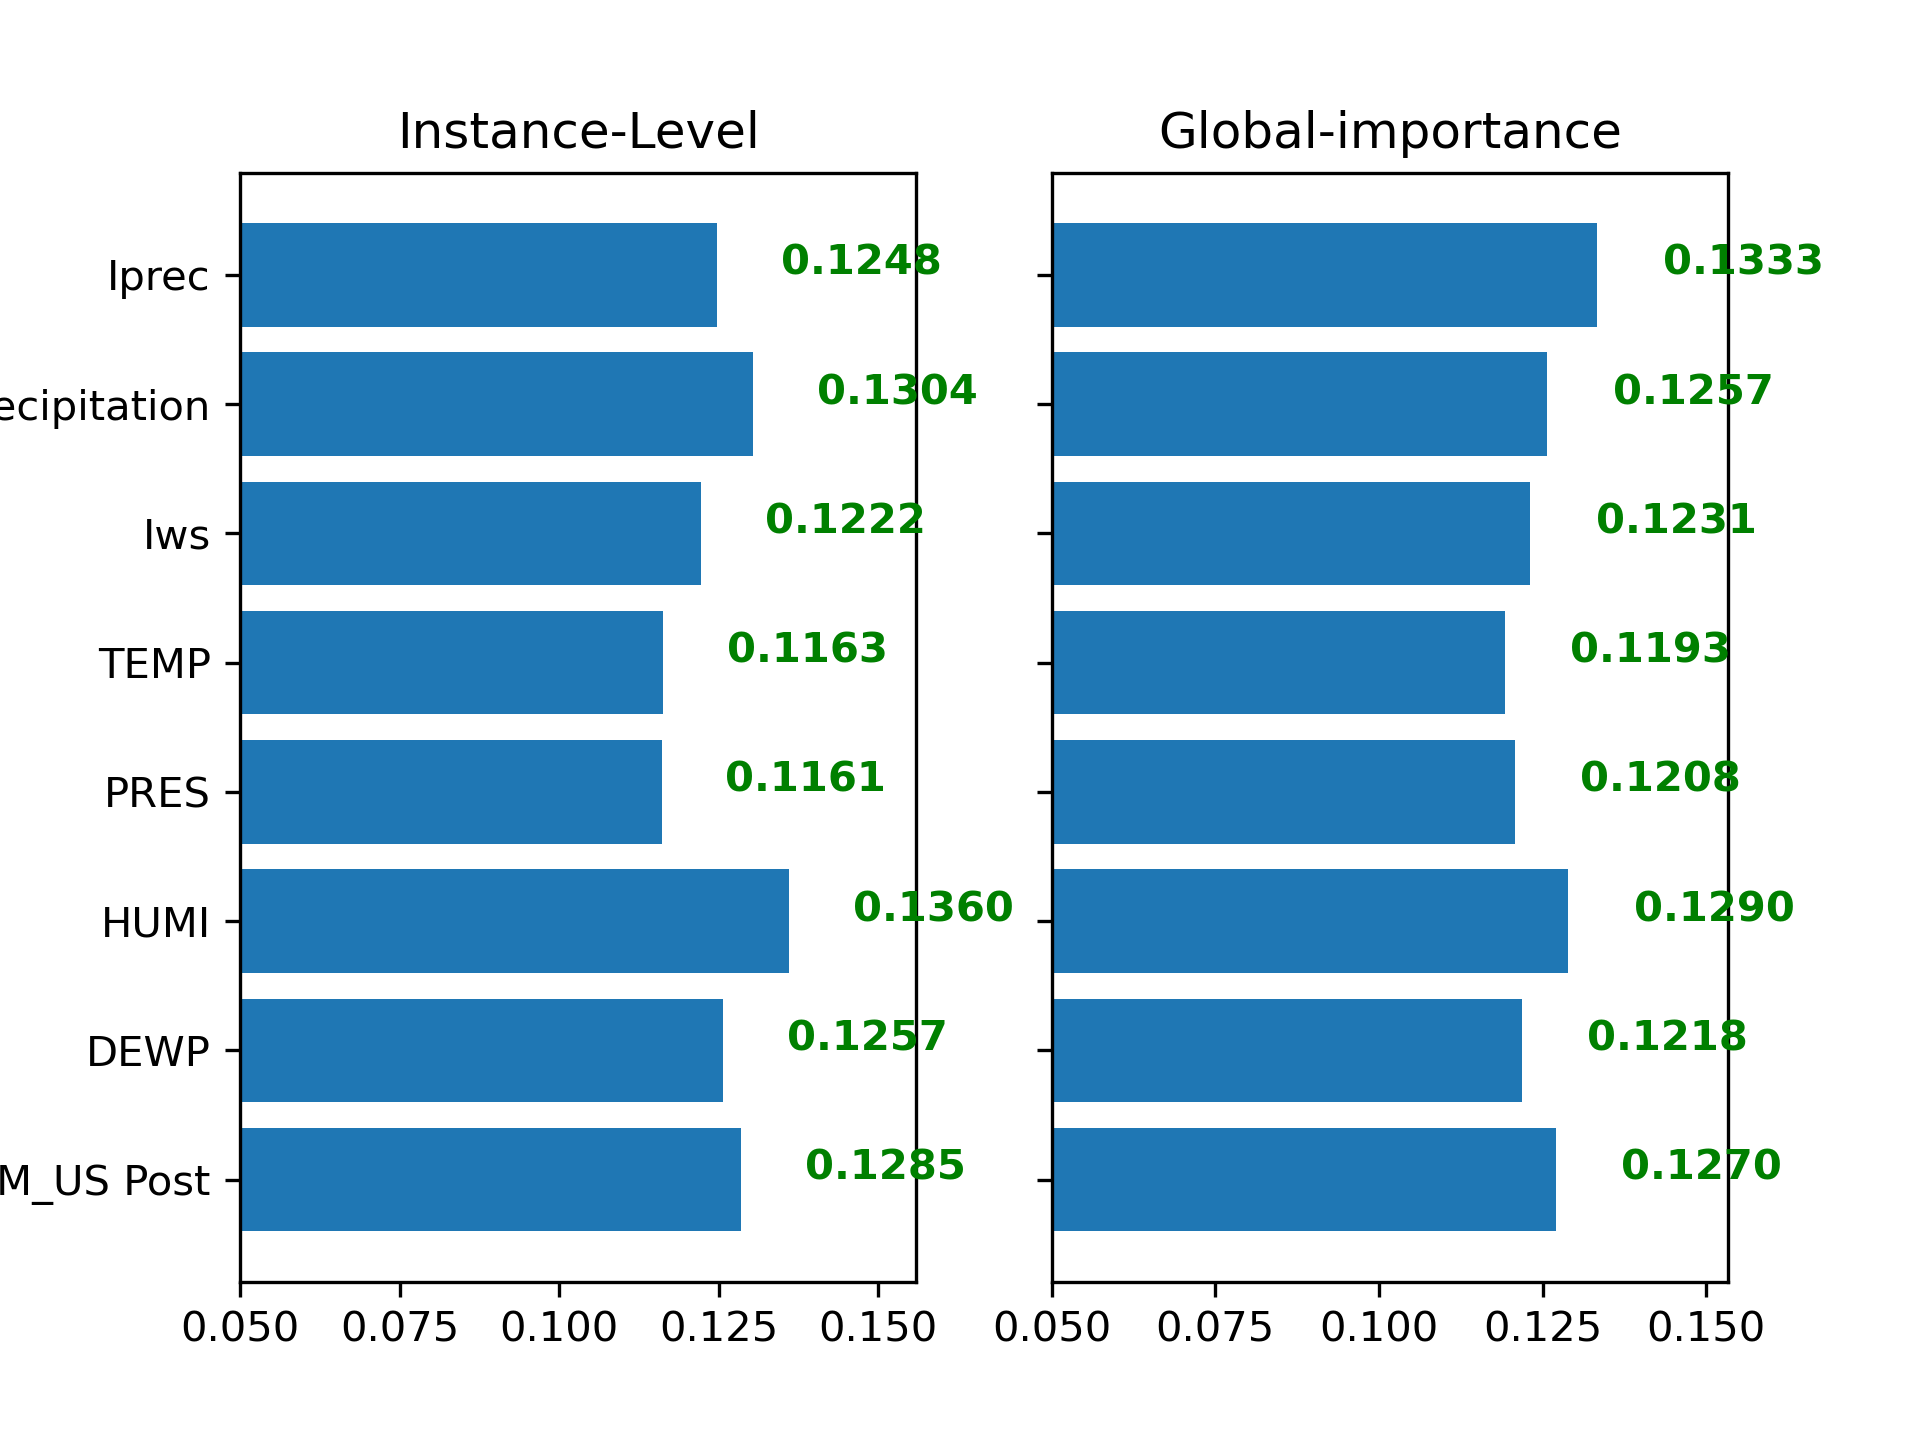 Instance-Level Global-importance
Iprec 0.1248 0.1333
ecipitation 0.1304 0.1257
Iws 0.1222 0.1231
TEMP 0.1163 0.1193
PRES 0.1161 0.1208
HUMI 0.1360 0.1290
DEWP 0.1257 0.1218
M_US Post 0.1285 0.1270
0.050 0.075 0.100 0.125 0.150 0.050 0.075 0.100 0.125 0.150